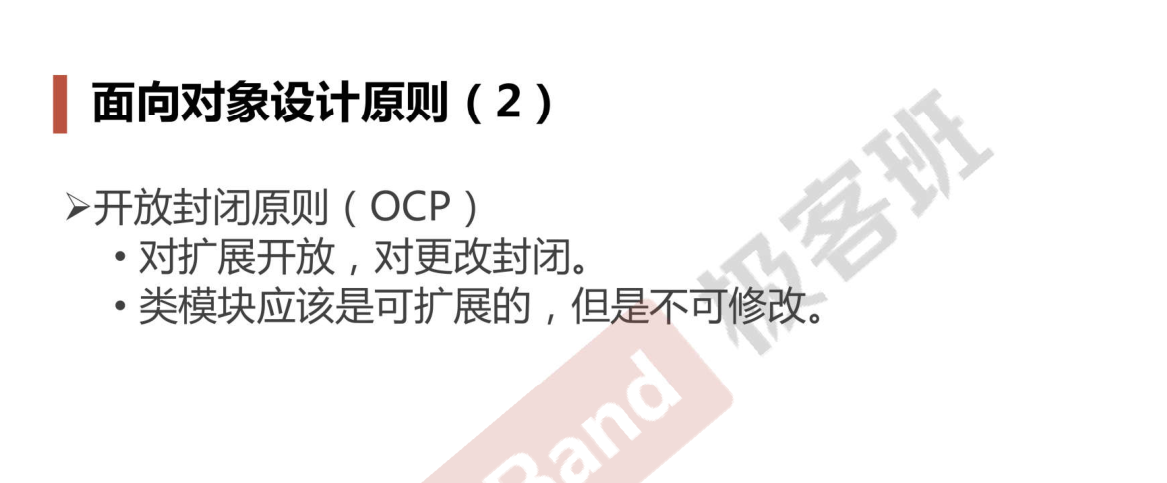 面向对象设计原则（2）
➢开放封闭原则（OCP）
• 对扩展开放，对更改封闭。
• 类模块应该是可扩展的，但是不可修改。
极客班
Band